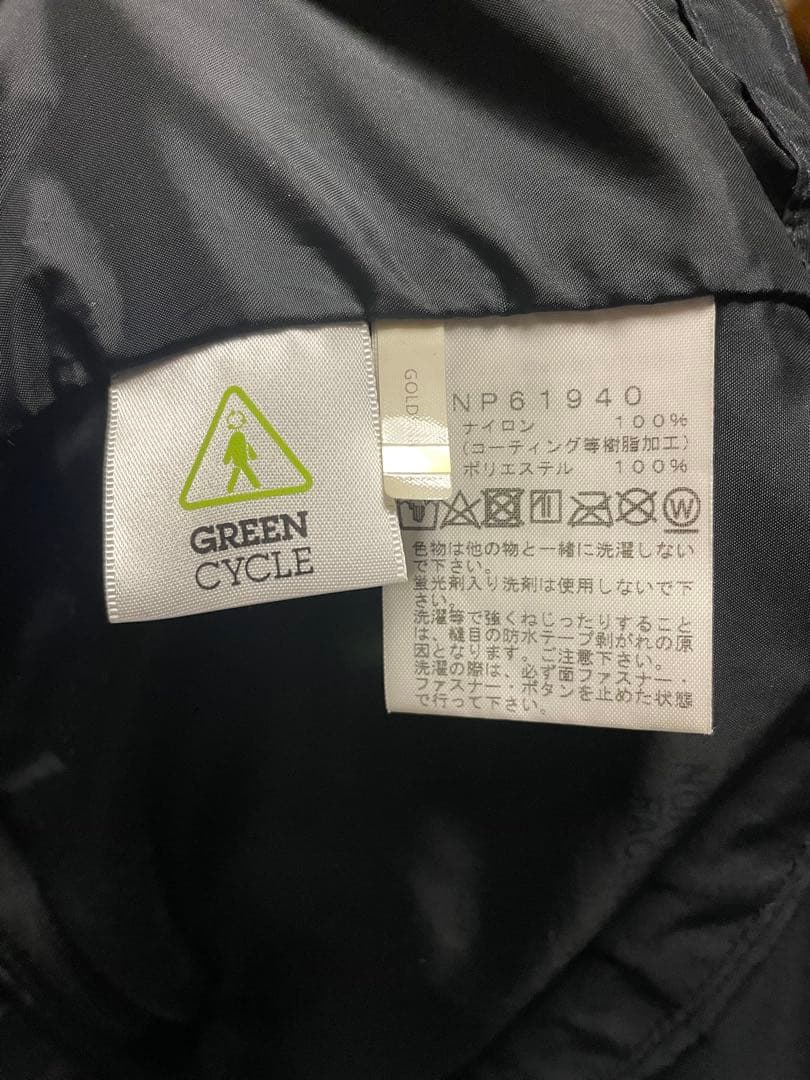 GREEN
CYCLE
GOLD
NP61940
ナイロン 100%
(コーティング等樹脂加工)
ポリエステル 100%
W
色物は他の物と一緒に洗濯しない
で下さい。
蛍光剤入り洗剤は使用しないで下
さい。
洗濯等で強くねじったりすること
は、縫目の防水テープ剥がれの原
因となります。ご注意下さい。
洗濯の際は、必ず面ファスナー・
ファスナー・ボタンを止めた状態
で行って下さい。